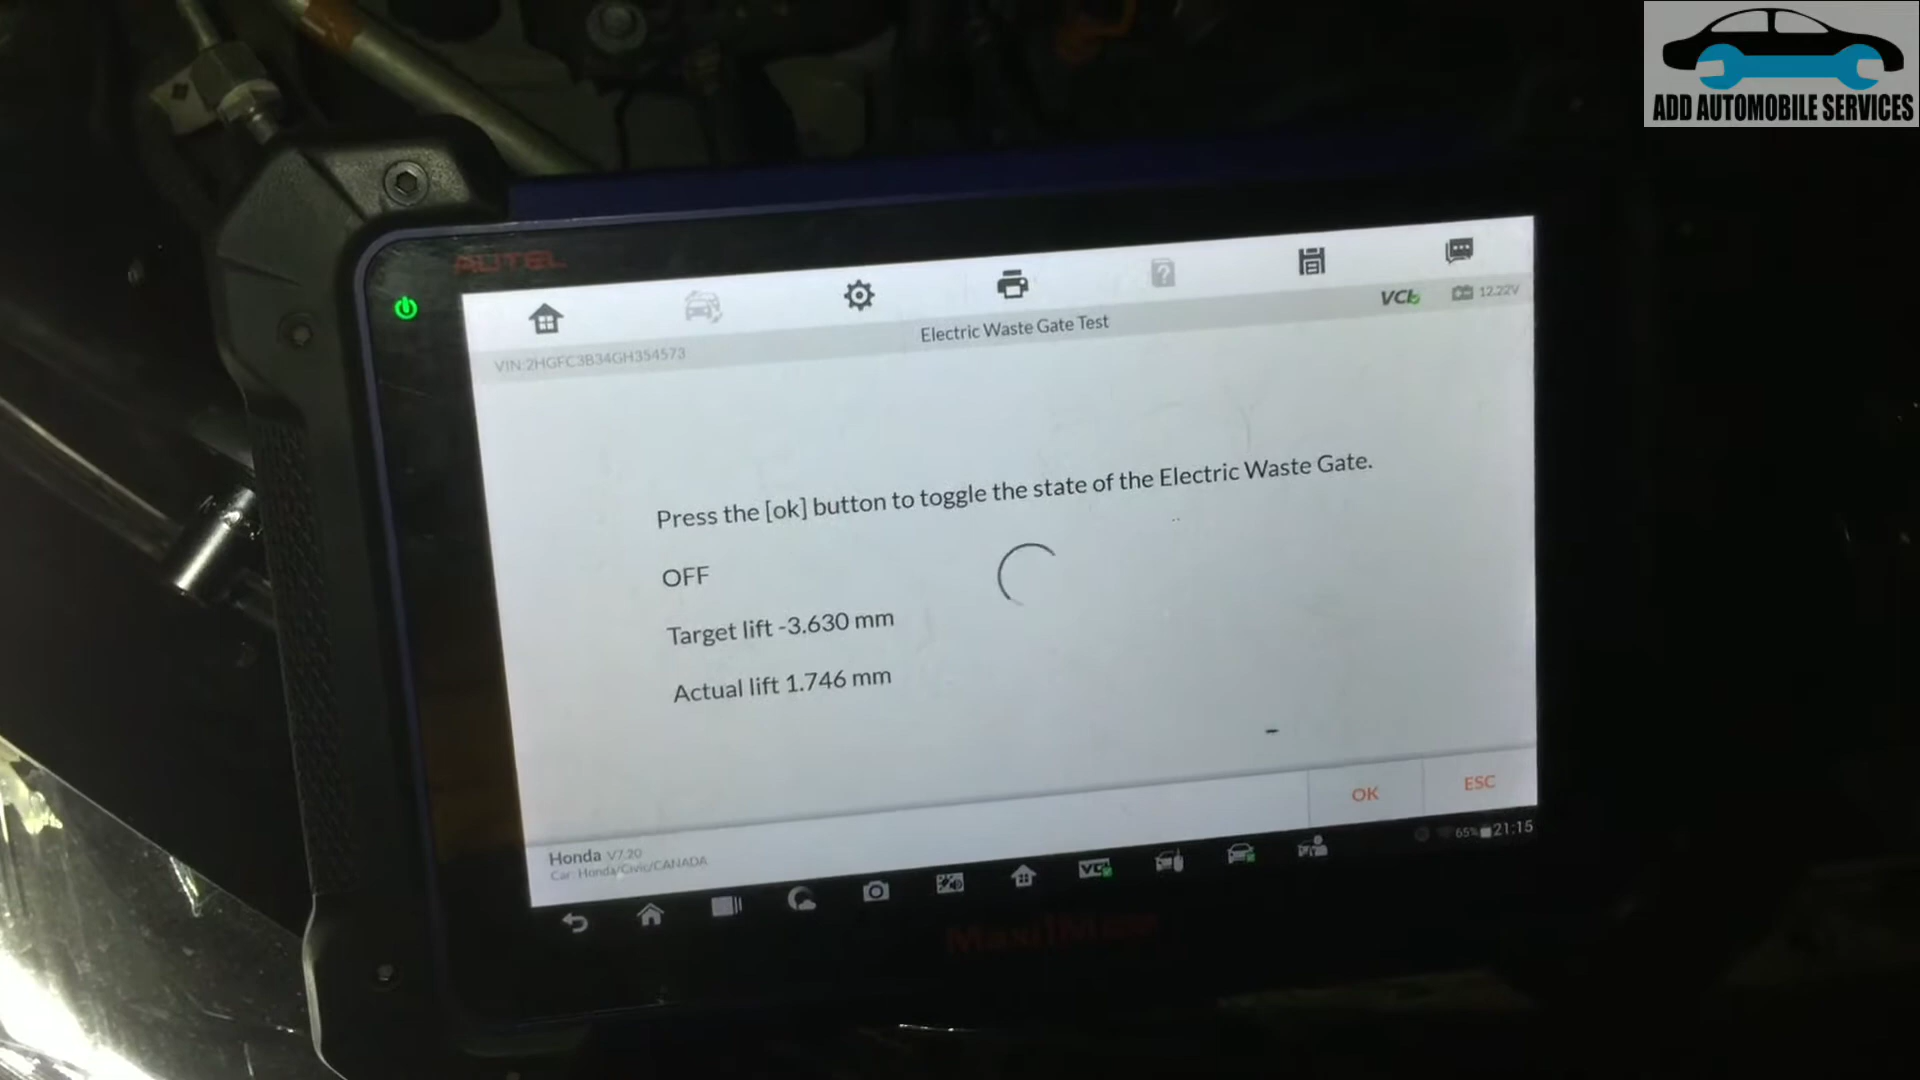 ADD AUTOMOBILE SERVICES
AUTEL
VCI
12.22V
Electric Waste Gate Test
VIN:2HGFC3B34GH354573
Press the [ok] button to toggle the state of the Electric Waste Gate.
OFF
Target lift -3.630 mm
Actual lift 1.746 mm
OK
ESC
Honda V7.20
Car: Honda/Civic/CANADA
65%
21:15
VCI